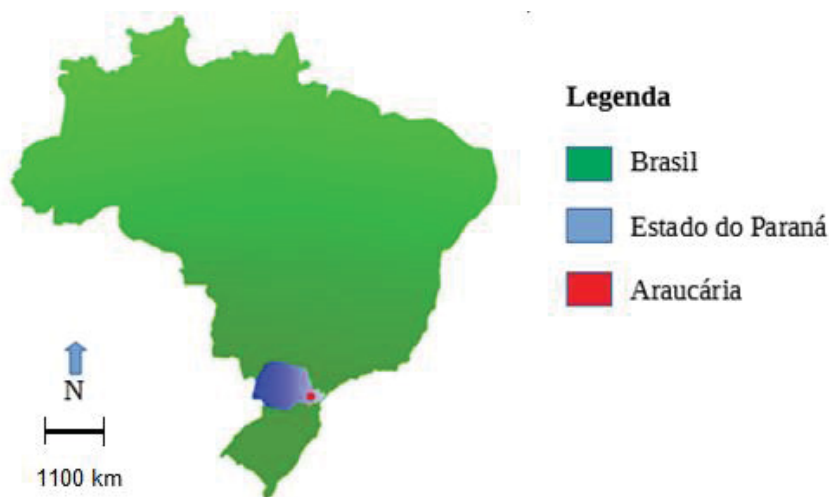 Legenda
Brasil
Estado do Paraná
Araucária
N
1100 km